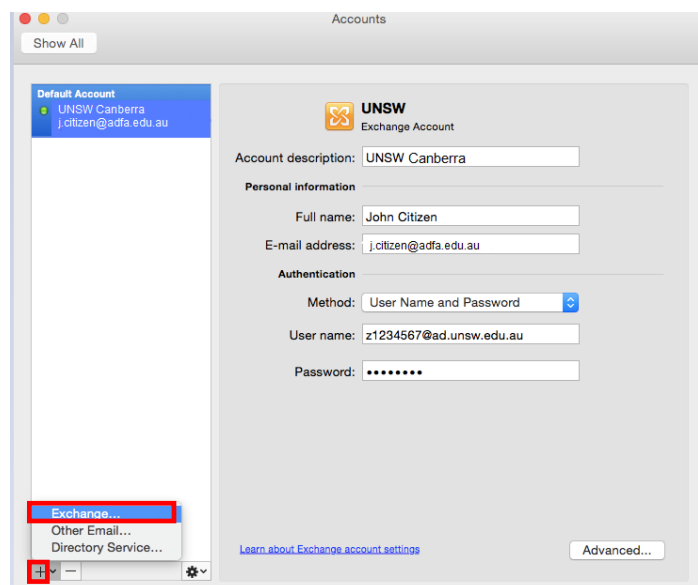 Accounts
Show All
Default Account
UNSW Canberra
j.citizen@adfa.edu.au
UNSW
Exchange Account
Account description: UNSW Canberra
Personal information
Full name: John Citizen
E-mail address: j.citizen@adfa.edu.au
Authentication
Method: User Name and Password
User name: z1234567@ad.unsw.edu.au
Password: ••••••••
Exchange...
Other Email...
Directory Service...
Learn about Exchange account settings
Advanced...